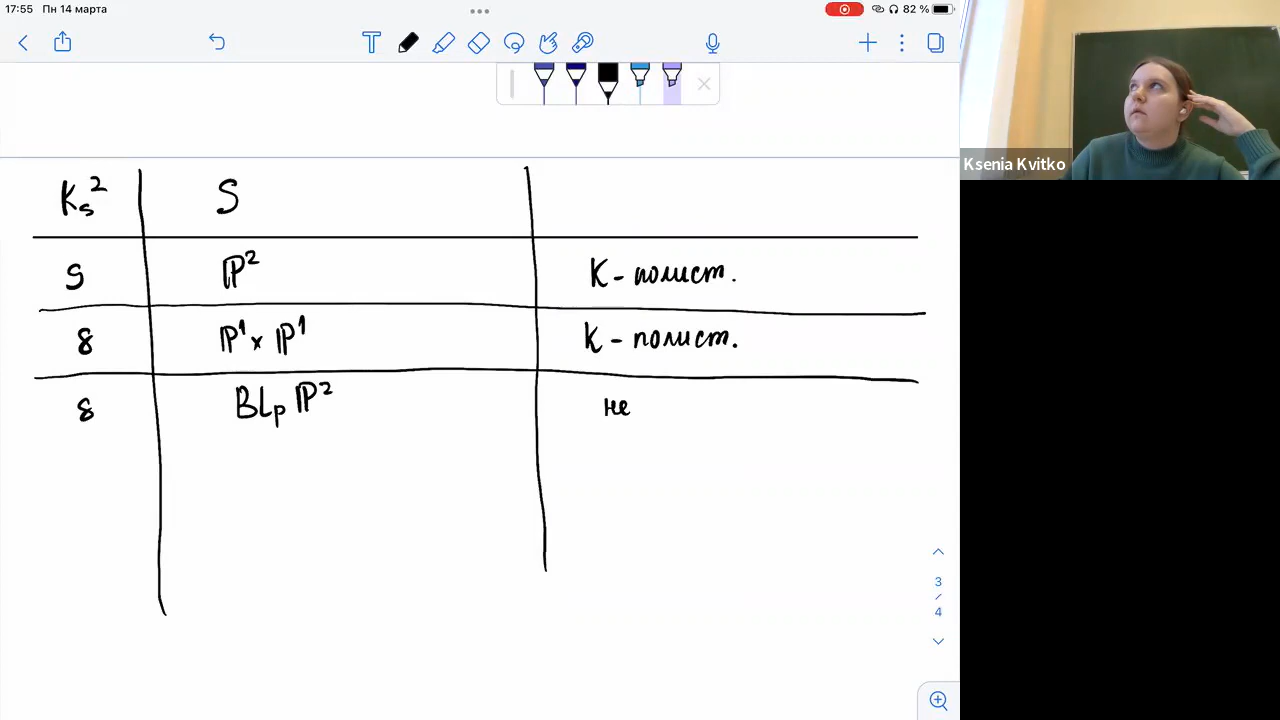 17:55 Пн 14 марта
82 %
T
Ksenia Kvitko
K_S^2 S
9 ℙ^2 К - полист.
8 ℙ^1 × ℙ^1 К - полист.
8 Bl_p ℙ^2 не
3
/
4